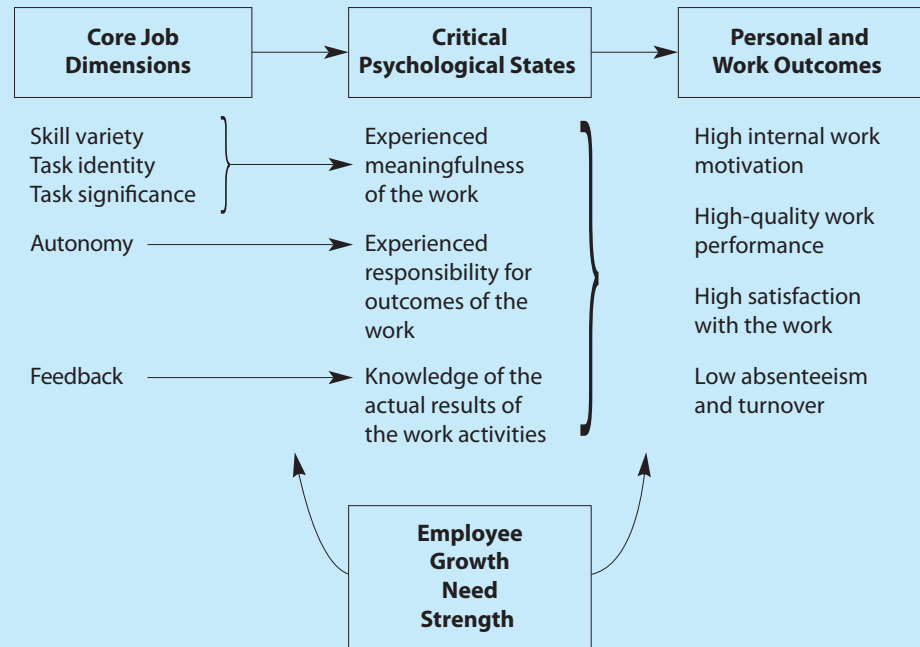 Core Job
Dimensions
Critical
Psychological States
Personal and
Work Outcomes
Skill variety
Task identity
Task significance
Autonomy
Feedback
Experienced
meaningfulness
of the work
Experienced
responsibility for
outcomes of the
work
Knowledge of the
actual results of
the work activities
High internal work
motivation
High-quality work
performance
High satisfaction
with the work
Low absenteeism
and turnover
Employee
Growth
Need
Strength